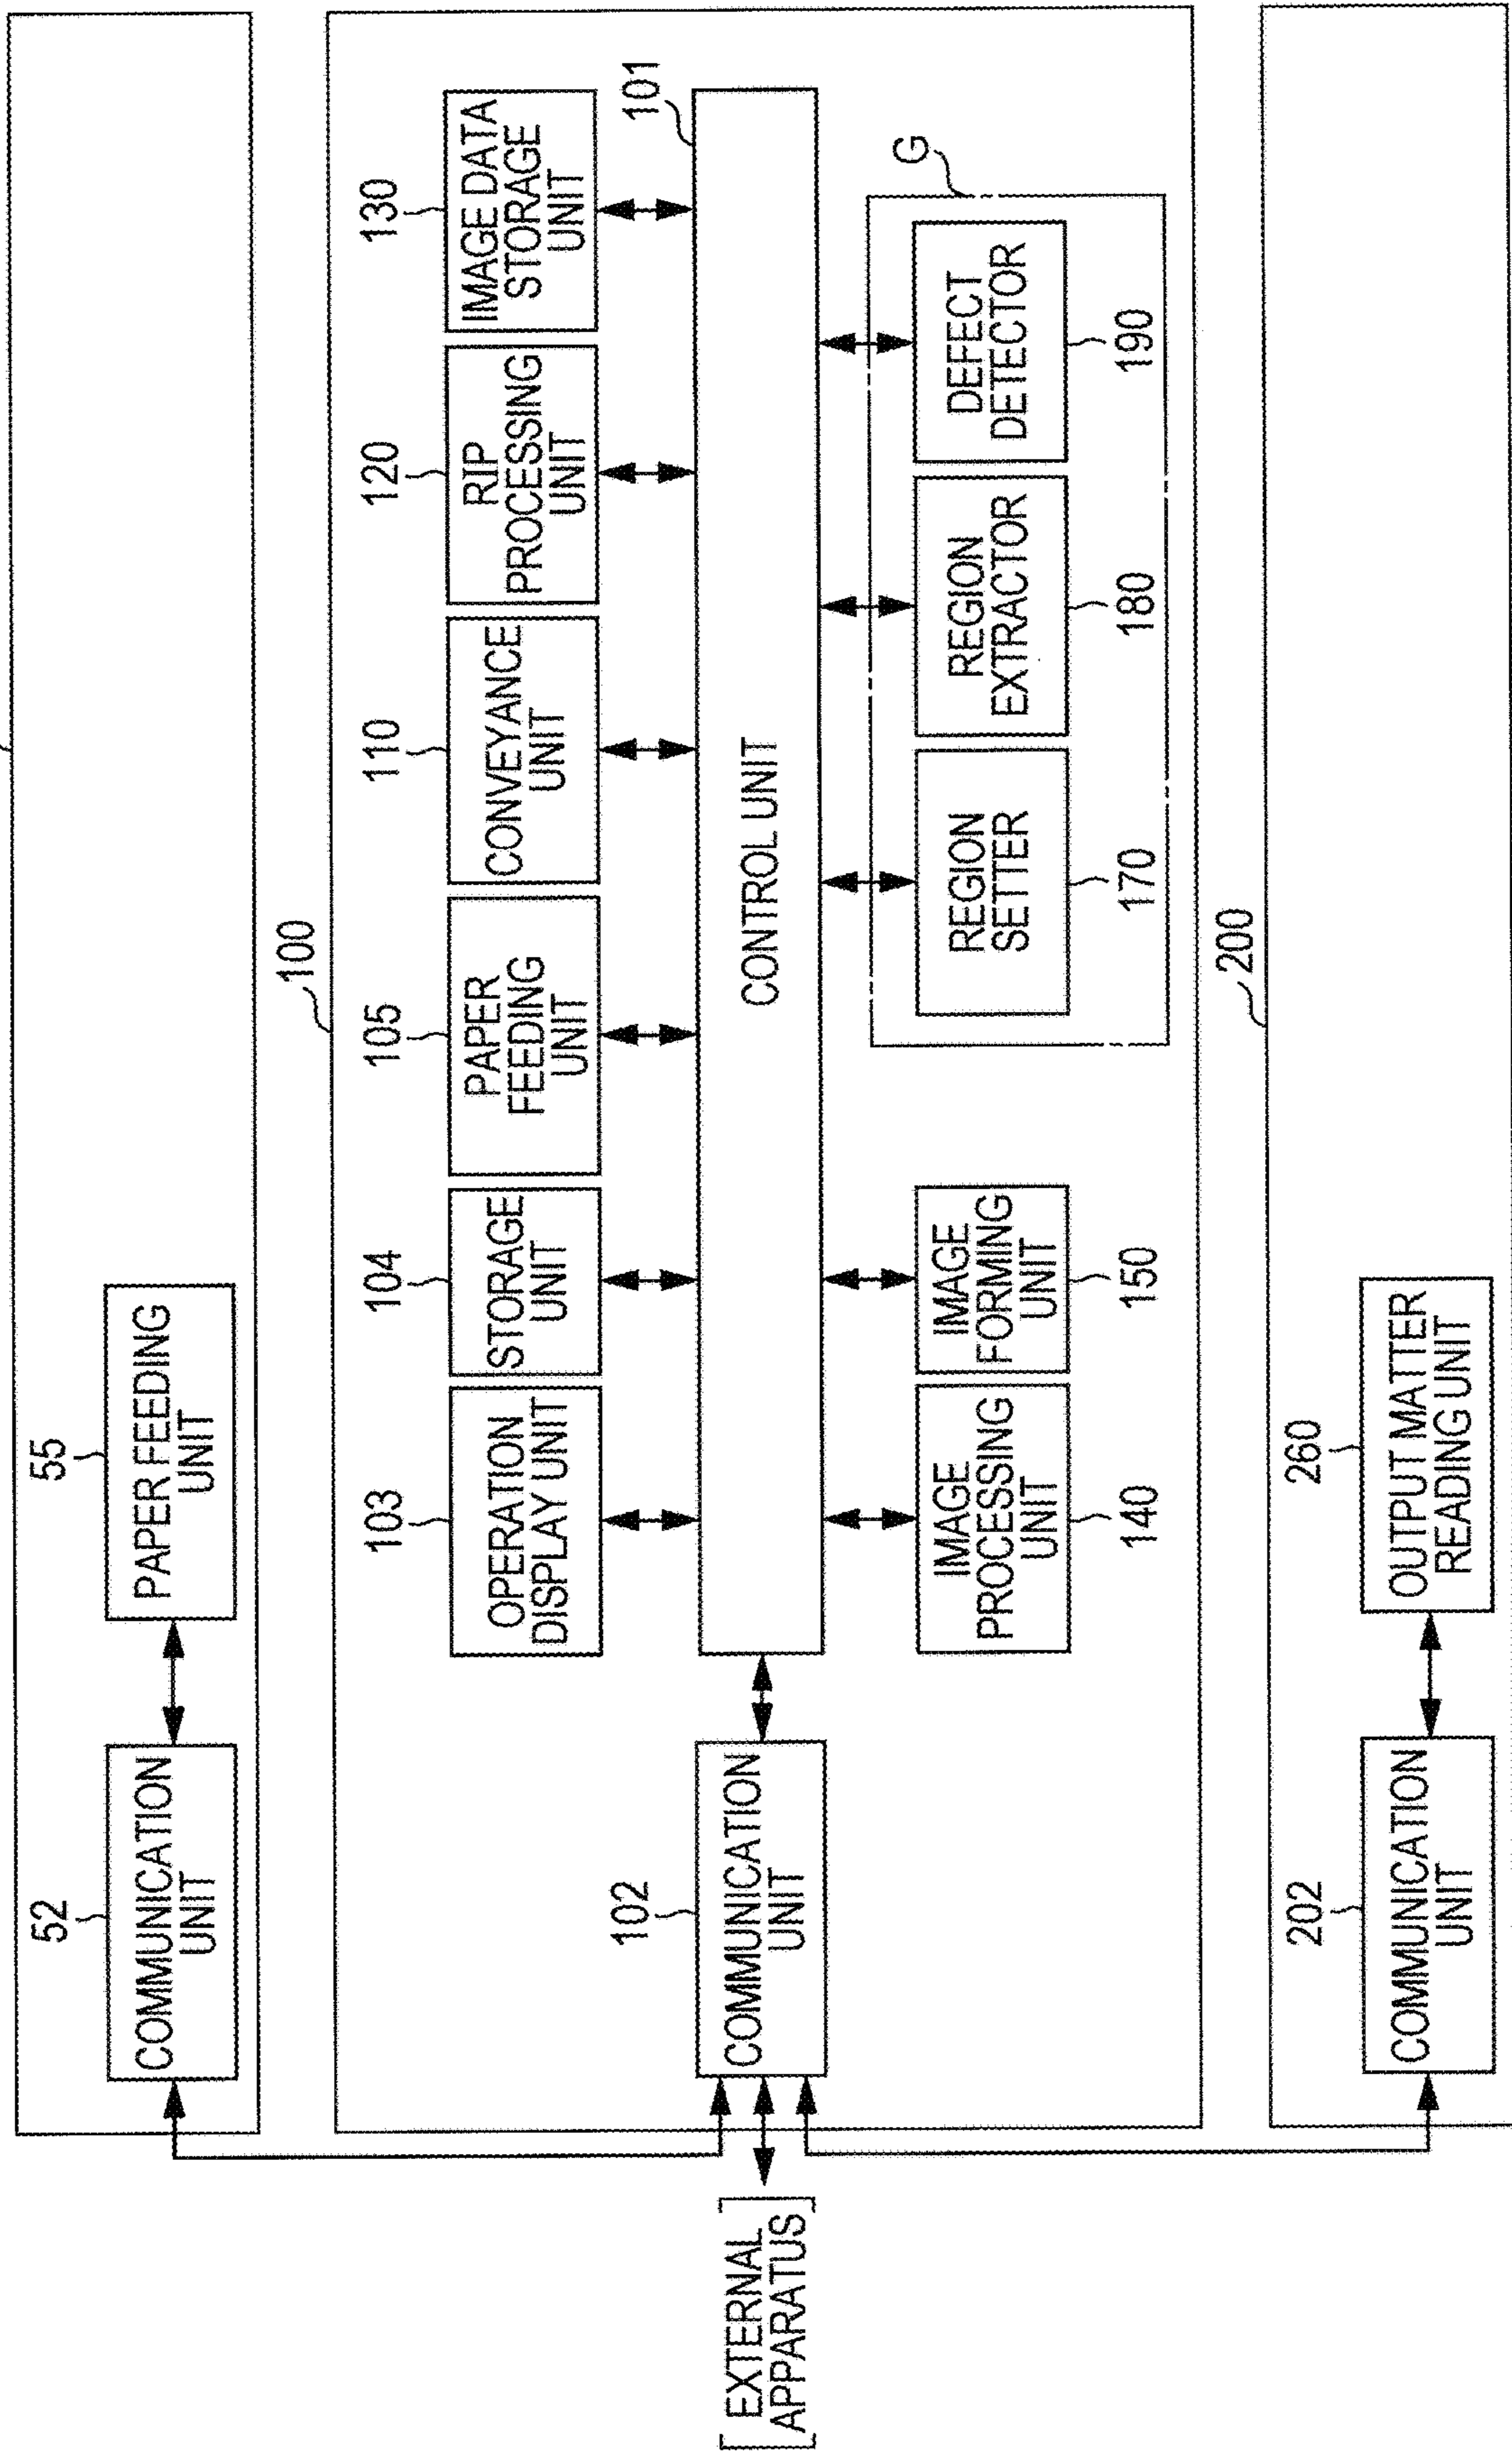 52
COMMUNICATION
UNIT
55
PAPER FEEDING
UNIT
100
103
OPERATION
DISPLAY UNIT
104
STORAGE
UNIT
105
PAPER
FEEDING
UNIT
110
CONVEYANCE
UNIT
120
RIP
PROCESSING
UNIT
130
IMAGE DATA
STORAGE
UNIT
101
CONTROL UNIT
102
COMMUNICATION
UNIT
[EXTERNAL
APPARATUS]
IMAGE
PROCESSING
UNIT
140
IMAGE
FORMING
UNIT
150
G
REGION
SETTER
170
REGION
EXTRACTOR
180
DEFECT
DETECTOR
190
200
202
COMMUNICATION
UNIT
260
OUTPUT MATTER
READING UNIT